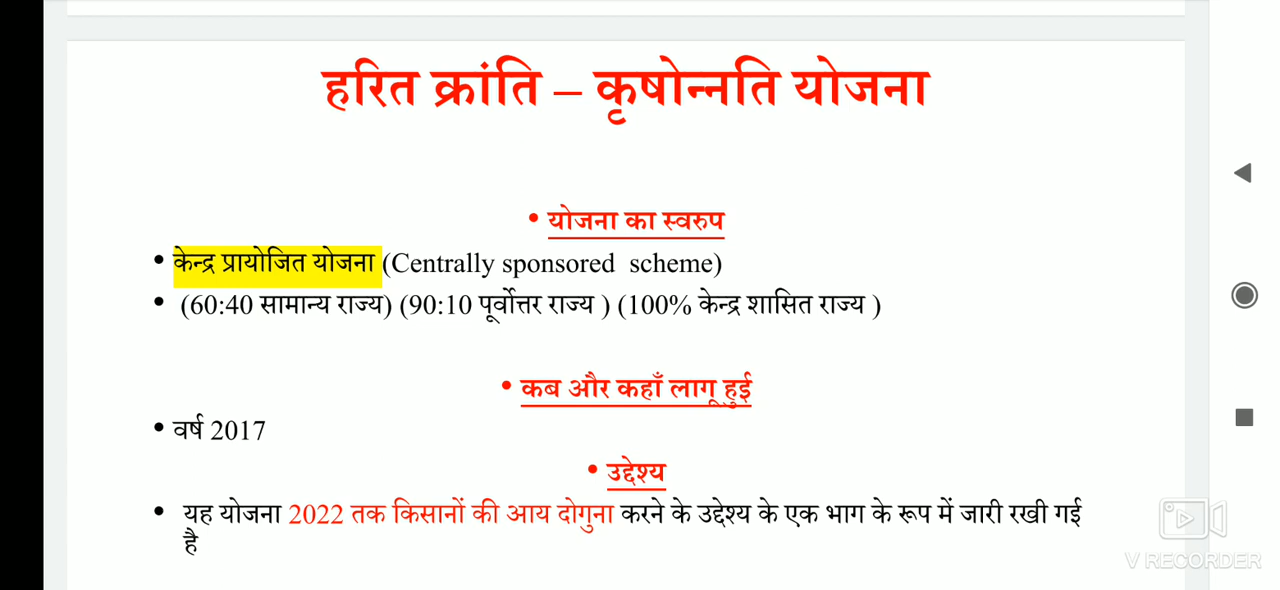 हरित क्रांति – कृषोन्नति योजना
• योजना का स्वरुप
• केन्द्र प्रायोजित योजना (Centrally sponsored scheme)
• (60:40 सामान्य राज्य) (90:10 पूर्वोत्तर राज्य ) (100% केन्द्र शासित राज्य )
• कब और कहाँ लागू हुई
• वर्ष 2017
• उद्देश्य
• यह योजना 2022 तक किसानों की आय दोगुना करने के उद्देश्य के एक भाग के रूप में जारी रखी गई
है
V RECORDER